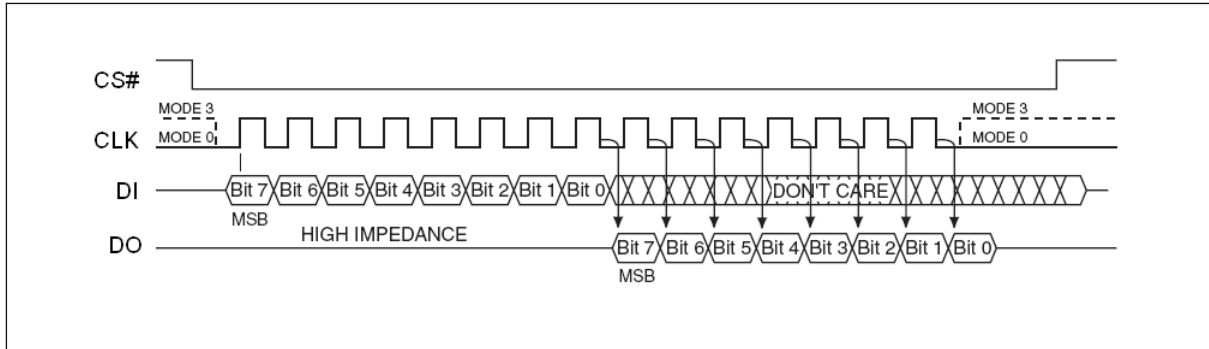 CS#
MODE 3 MODE 3
CLK MODE 0 MODE 0
DI Bit 7 Bit 6 Bit 5 Bit 4 Bit 3 Bit 2 Bit 1 Bit 0 DON'T CARE
MSB
HIGH IMPEDANCE
DO Bit 7 Bit 6 Bit 5 Bit 4 Bit 3 Bit 2 Bit 1 Bit 0
MSB